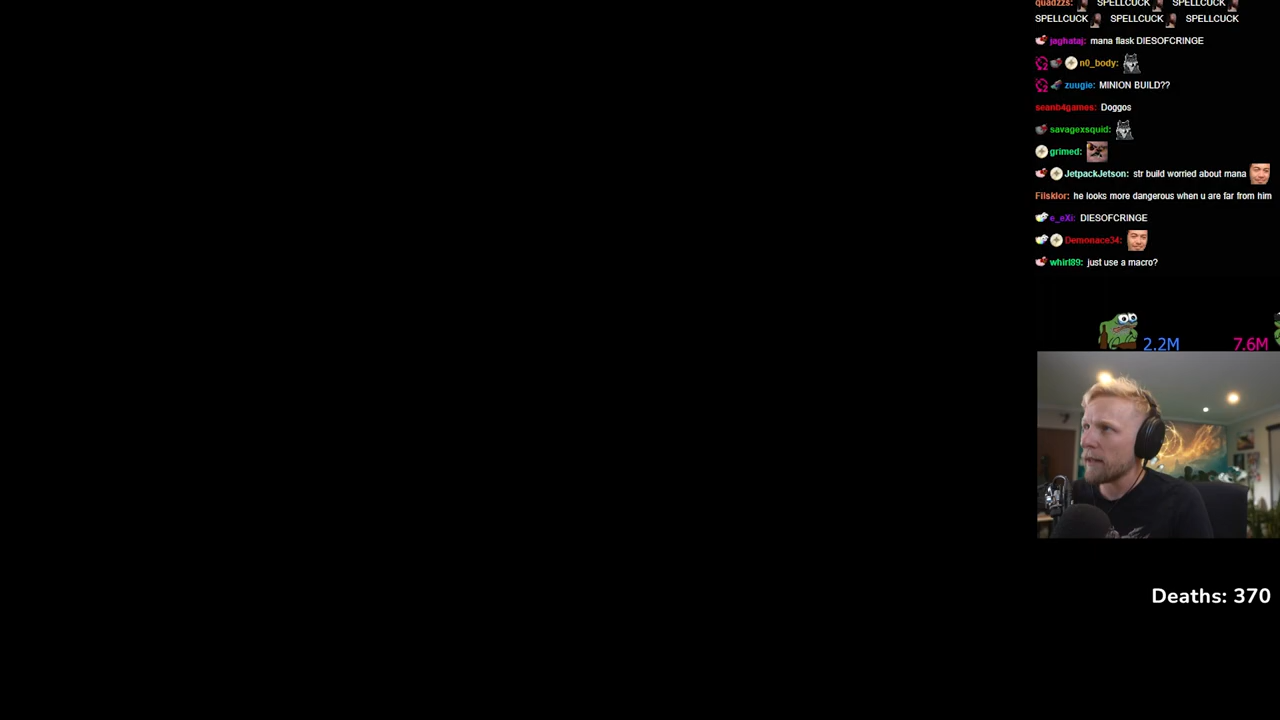 quadzzs: SPELLCUCK SPELLCUCK
SPELLCUCK SPELLCUCK SPELLCUCK
jaghataj: mana flask DIESOFCRINGE
n0_body:
zuugie: MINION BUILD??
seanb4games: Doggos
savagexsquid:
grimed:
JetpackJetson: str build worried about mana
Filsklor: he looks more dangerous when u are far from him
e_eXi: DIESOFCRINGE
Demonace34:
whirl89: just use a macro?
2.2M 7.6M
Deaths: 370